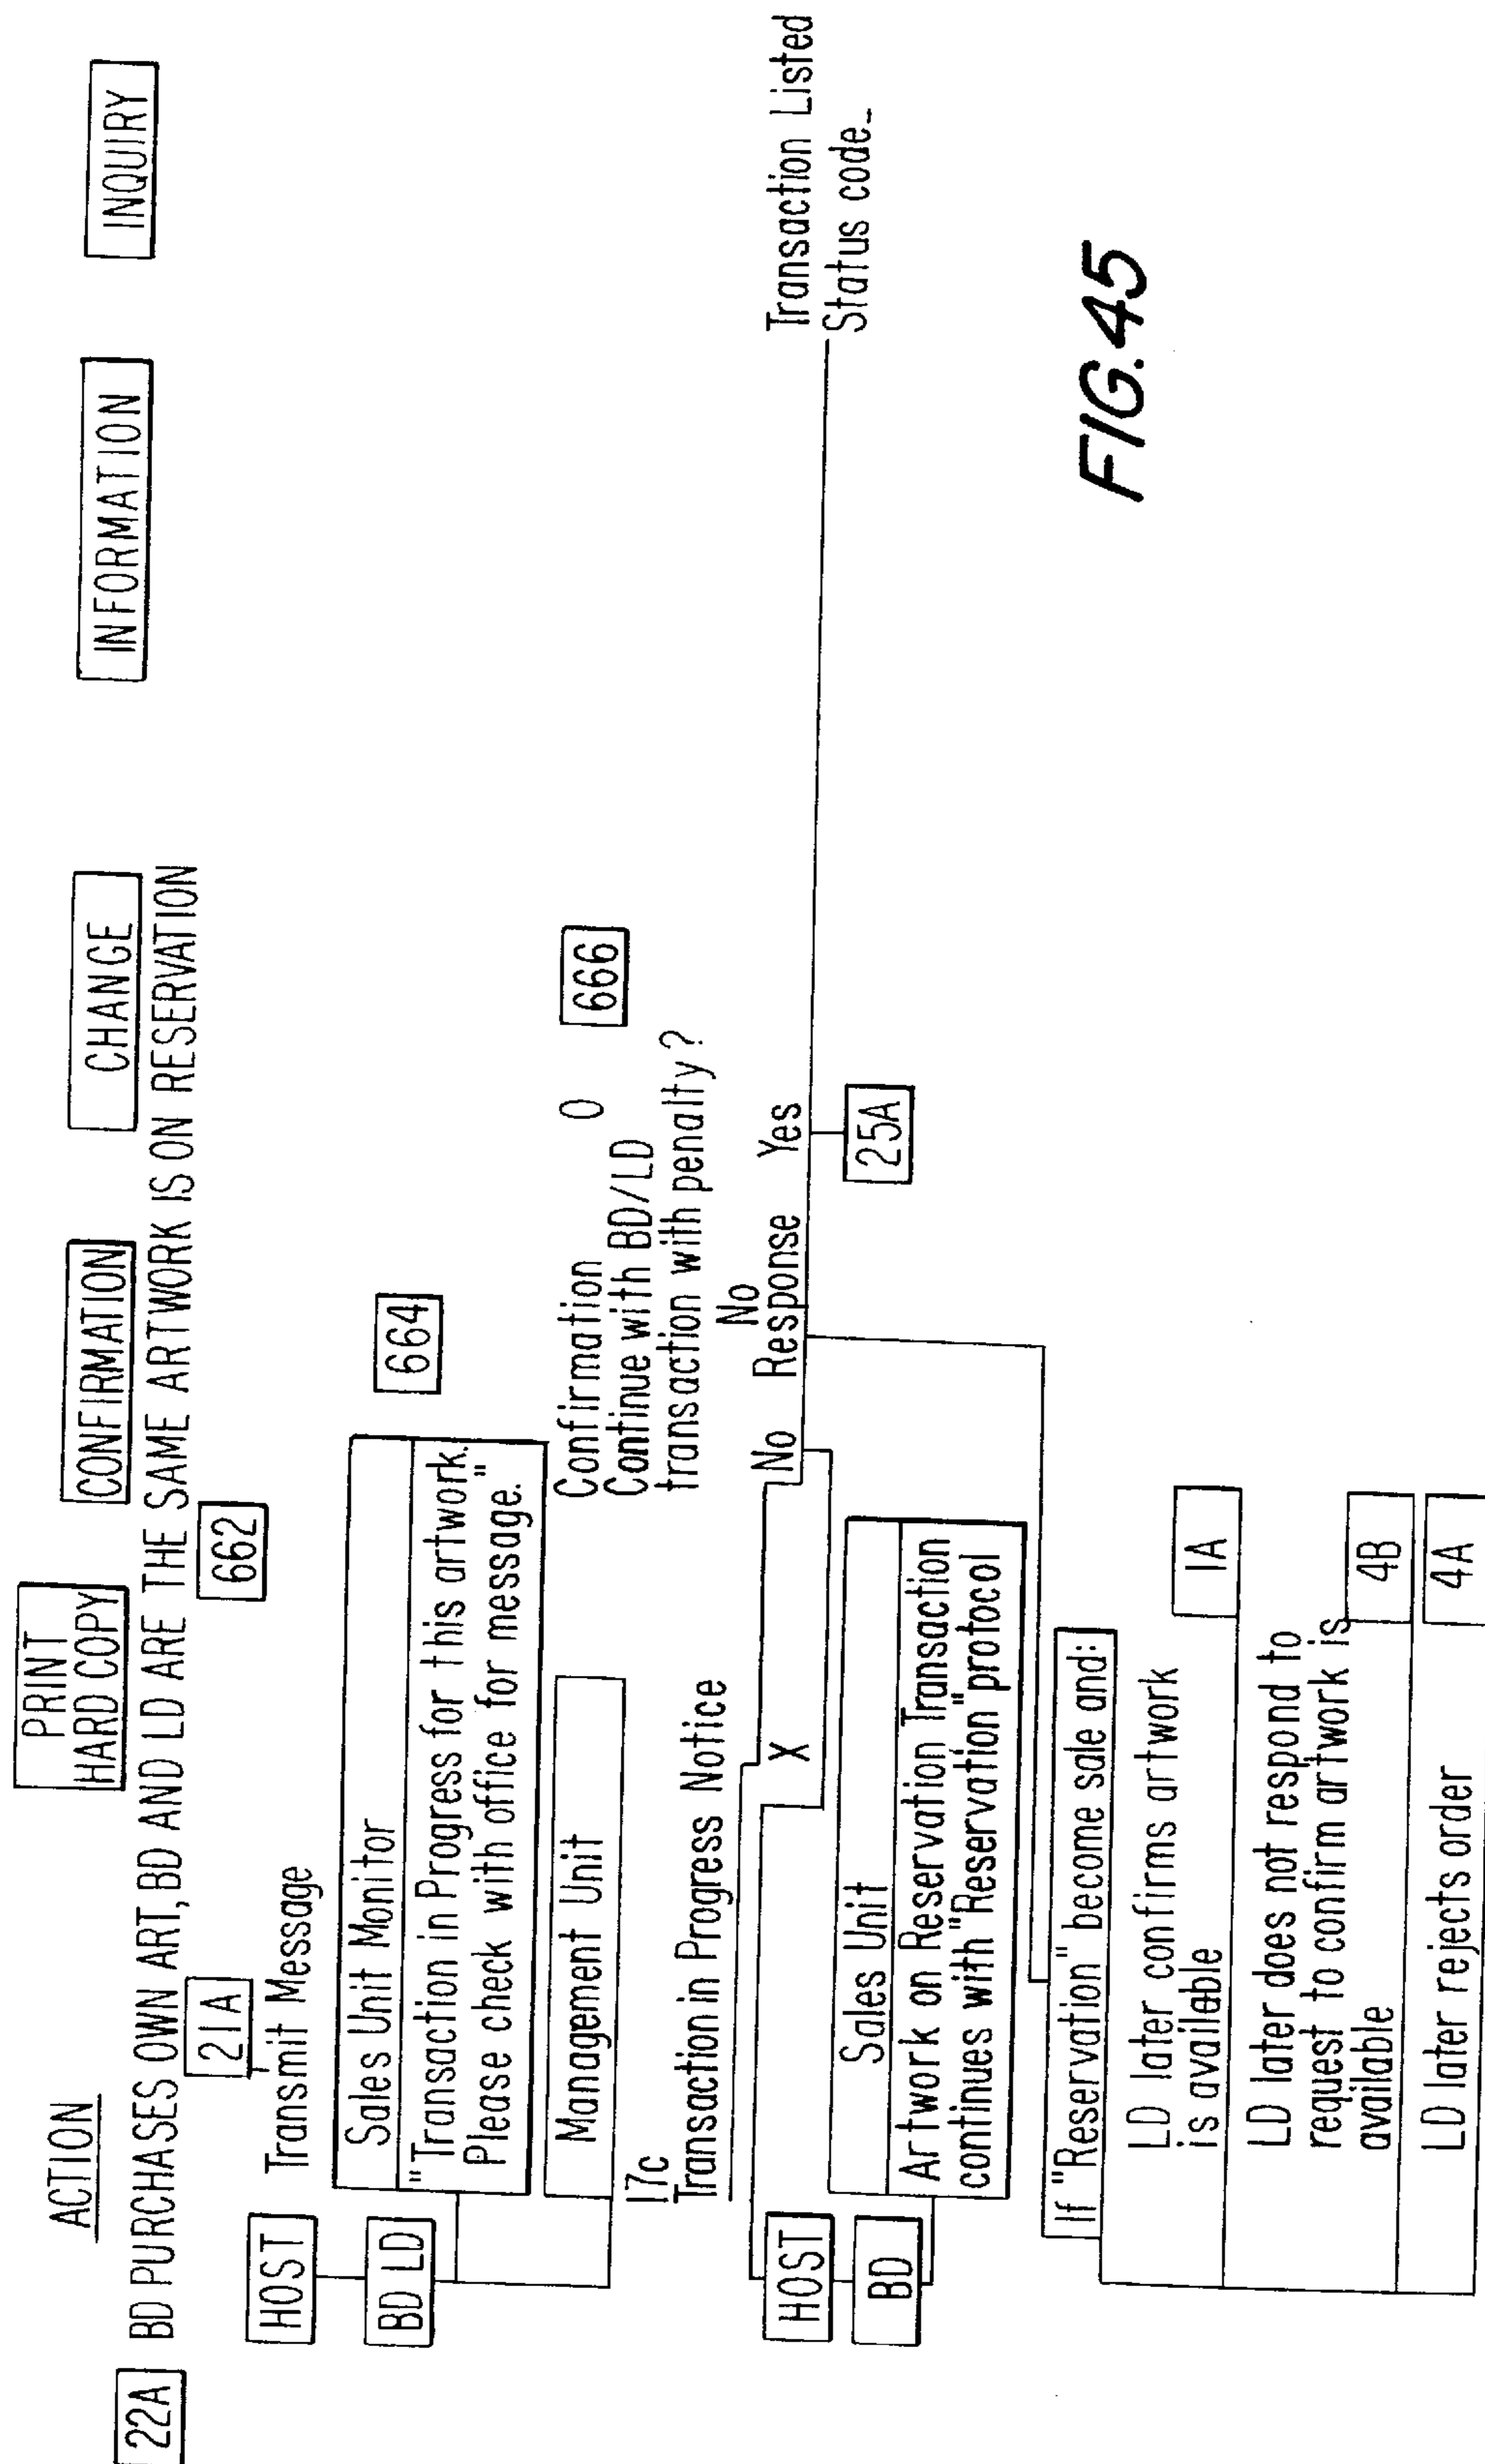 ACTION
PRINT
HARD COPY
CONFIRMATION
CHANGE
INFORMATION
INQUIRY
22A
BD PURCHASES OWN ART, BD AND LD ARE THE SAME ARTWORK IS ON RESERVATION
21A
662
HOST
Transmit Message
BD LD
Sales Unit Monitor
664
"Transaction in Progress for this artwork.
Please check with office for message."
Management Unit
Confirmation O
666
Continue with BD/LD
transaction with penalty?
17c
Transaction in Progress Notice
No
No Response Yes
Transaction Listed
Status code_
HOST
X
25A
BD
Sales Unit
Artwork on Reservation Transaction
continues with "Reservation" protocol
If "Reservation" become sale and:
LD later confirms artwork
is available
1A
LD later does not respond to
request to confirm artwork is
available
4B
LD later rejects order
4A
FIG. 45